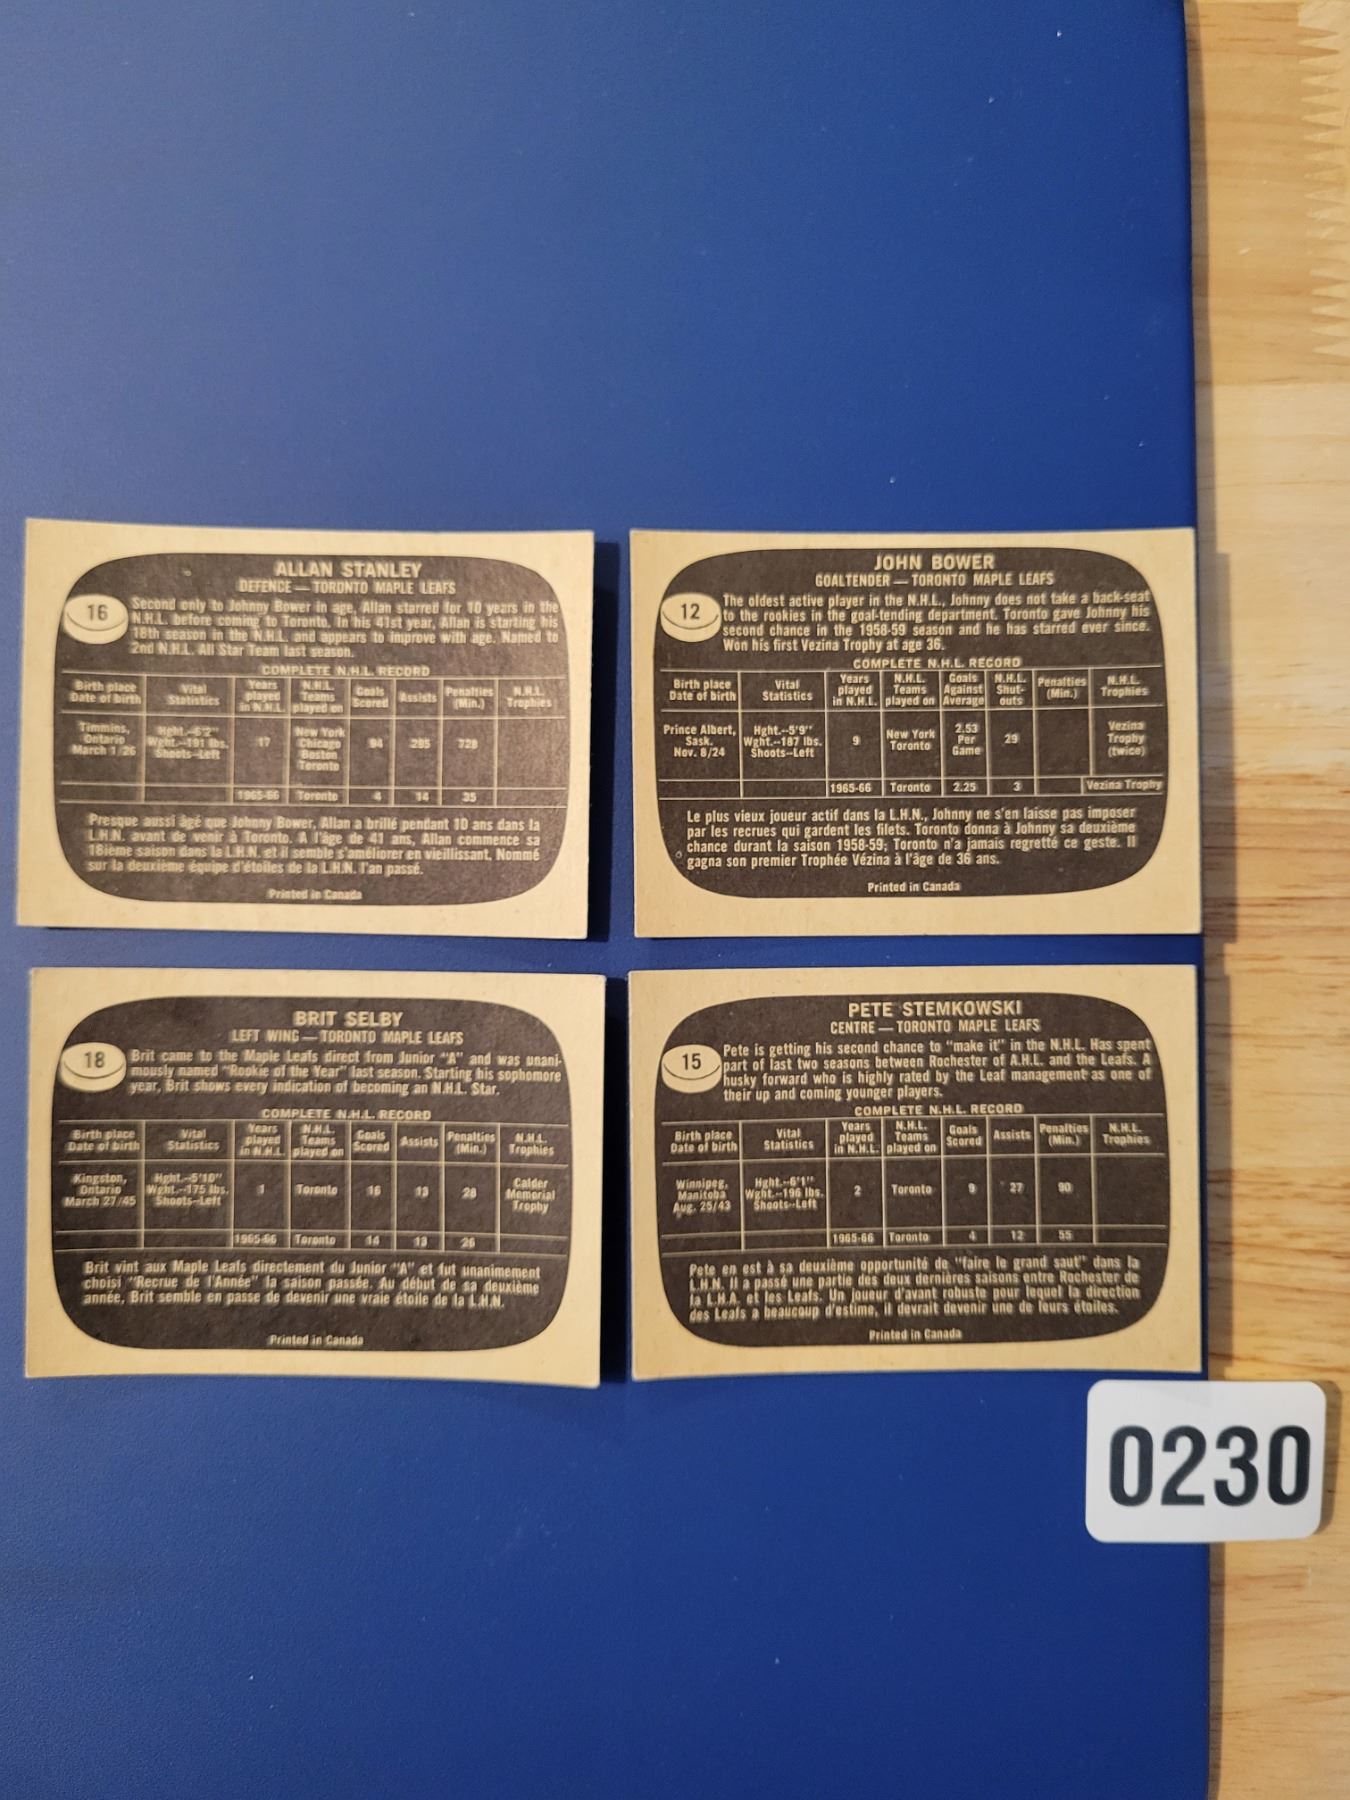 ALLAN STANLEY
DEFENCE — TORONTO MAPLE LEAFS
16
Second only to Johnny Bower in age, Allan starred for 10 years in the
N.H.L. before coming to Toronto. In his 41st year, Allan is starting his
18th season in the N.H.L. and appears to improve with age. Named to
2nd N.H.L. All Star Team last season.
COMPLETE N.H.L. RECORD
Birth place Date of birth | Vital Statistics | Years played in N.H.L. | N.H.L. Teams played on | Goals Scored | Assists | Penalties (Min.) | N.H.L. Trophies
Timmins, Ontario March 1/26 | Hght.--6'2" Wght.--191 lbs. Shoots--Left | 17 | New York Chicago Boston Toronto | 94 | 285 | 728
1965-66 | Toronto | 4 | 14 | 35
Presque aussi âgé que Johnny Bower, Allan a brillé pendant 10 ans dans la
L.H.N. avant de venir à Toronto. A l'âge de 41 ans, Allan commence sa
18ième saison dans la L.H.N. et il semble s'améliorer en vieillissant. Nommé
sur la deuxième équipe d'étoiles de la L.H.N. l'an passé.
Printed in Canada
JOHN BOWER
GOALTENDER — TORONTO MAPLE LEAFS
12
The oldest active player in the N.H.L., Johnny does not take a back-seat
to the rookies in the goal-tending department. Toronto gave Johnny his
second chance in the 1958-59 season and he has starred ever since.
Won his first Vezina Trophy at age 36.
COMPLETE N.H.L. RECORD
Birth place Date of birth | Vital Statistics | Years played in N.H.L. | N.H.L. Teams played on | Goals Against Average | N.H.L. Shut-outs | Penalties (Min.) | N.H.L. Trophies
Prince Albert, Sask. Nov. 8/24 | Hght.--5'9" Wght.--187 lbs. Shoots--Left | 9 | New York Toronto | 2.53 Per Game | 29 | Vezina Trophy (twice)
1965-66 | Toronto | 2.25 | 3 | Vezina Trophy
Le plus vieux joueur actif dans la L.H.N., Johnny ne s'en laisse pas imposer
par les recrues qui gardent les filets. Toronto donna à Johnny sa deuxième
chance durant la saison 1958-59; Toronto n'a jamais regretté ce geste. Il
gagna son premier Trophée Vézina à l'âge de 36 ans.
Printed in Canada
BRIT SELBY
LEFT WING — TORONTO MAPLE LEAFS
18
Brit came to the Maple Leafs direct from Junior "A" and was unani-
mously named "Rookie of the Year" last season. Starting his sophomore
year, Brit shows every indication of becoming an N.H.L. Star.
COMPLETE N.H.L. RECORD
Birth place Date of birth | Vital Statistics | Years played in N.H.L. | N.H.L. Teams played on | Goals Scored | Assists | Penalties (Min.) | N.H.L. Trophies
Kingston, Ontario March 27/45 | Hght.--5'10" Wght.--175 lbs. Shoots--Left | 1 | Toronto | 16 | 13 | 28 | Calder Memorial Trophy
1965-66 | Toronto | 14 | 13 | 26
Brit vint aux Maple Leafs directement du Junior "A" et fut unanimement
choisi "Recrue de l'Année" la saison passée. Au début de sa deuxième
année, Brit semble en passe de devenir une vraie étoile de la L.H.N.
Printed in Canada
PETE STEMKOWSKI
CENTRE — TORONTO MAPLE LEAFS
15
Pete is getting his second chance to "make it" in the N.H.L. Has spent
part of last two seasons between Rochester of A.H.L. and the Leafs. A
husky forward who is highly rated by the Leaf management as one of
their up and coming younger players.
COMPLETE N.H.L. RECORD
Birth place Date of birth | Vital Statistics | Years played in N.H.L. | N.H.L. Teams played on | Goals Scored | Assists | Penalties (Min.) | N.H.L. Trophies
Winnipeg, Manitoba Aug. 25/43 | Hght.--6'1" Wght.--196 lbs. Shoots--Left | 2 | Toronto | 9 | 27 | 90
1965-66 | Toronto | 4 | 12 | 55
Pete en est à sa deuxième opportunité de "faire le grand saut" dans la
L.H.N. Il a passé une partie des deux dernières saisons entre Rochester de
la L.H.A. et les Leafs. Un joueur d'avant robuste pour lequel la direction
des Leafs a beaucoup d'estime, il devrait devenir une de leurs étoiles.
Printed in Canada
0230